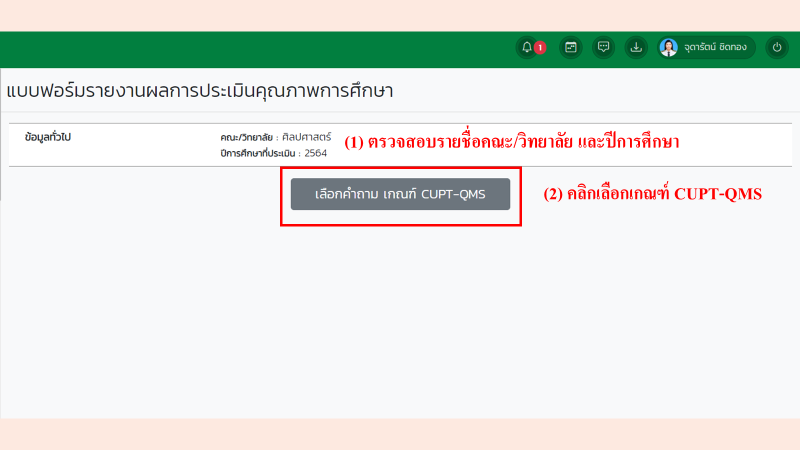 1
จุดารัตน์ ชิดทอง
แบบฟอร์มรายงานผลการประเมินคุณภาพการศึกษา
ข้อมูลทั่วไป
คณะ/วิทยาลัย : ศิลปศาสตร์
ปีการศึกษาที่ประเมิน : 2564
(1) ตรวจสอบรายชื่อคณะ/วิทยาลัย และปีการศึกษา
เลือกคำถาม เกณฑ์ CUPT-QMS
(2) คลิกเลือกเกณฑ์ CUPT-QMS